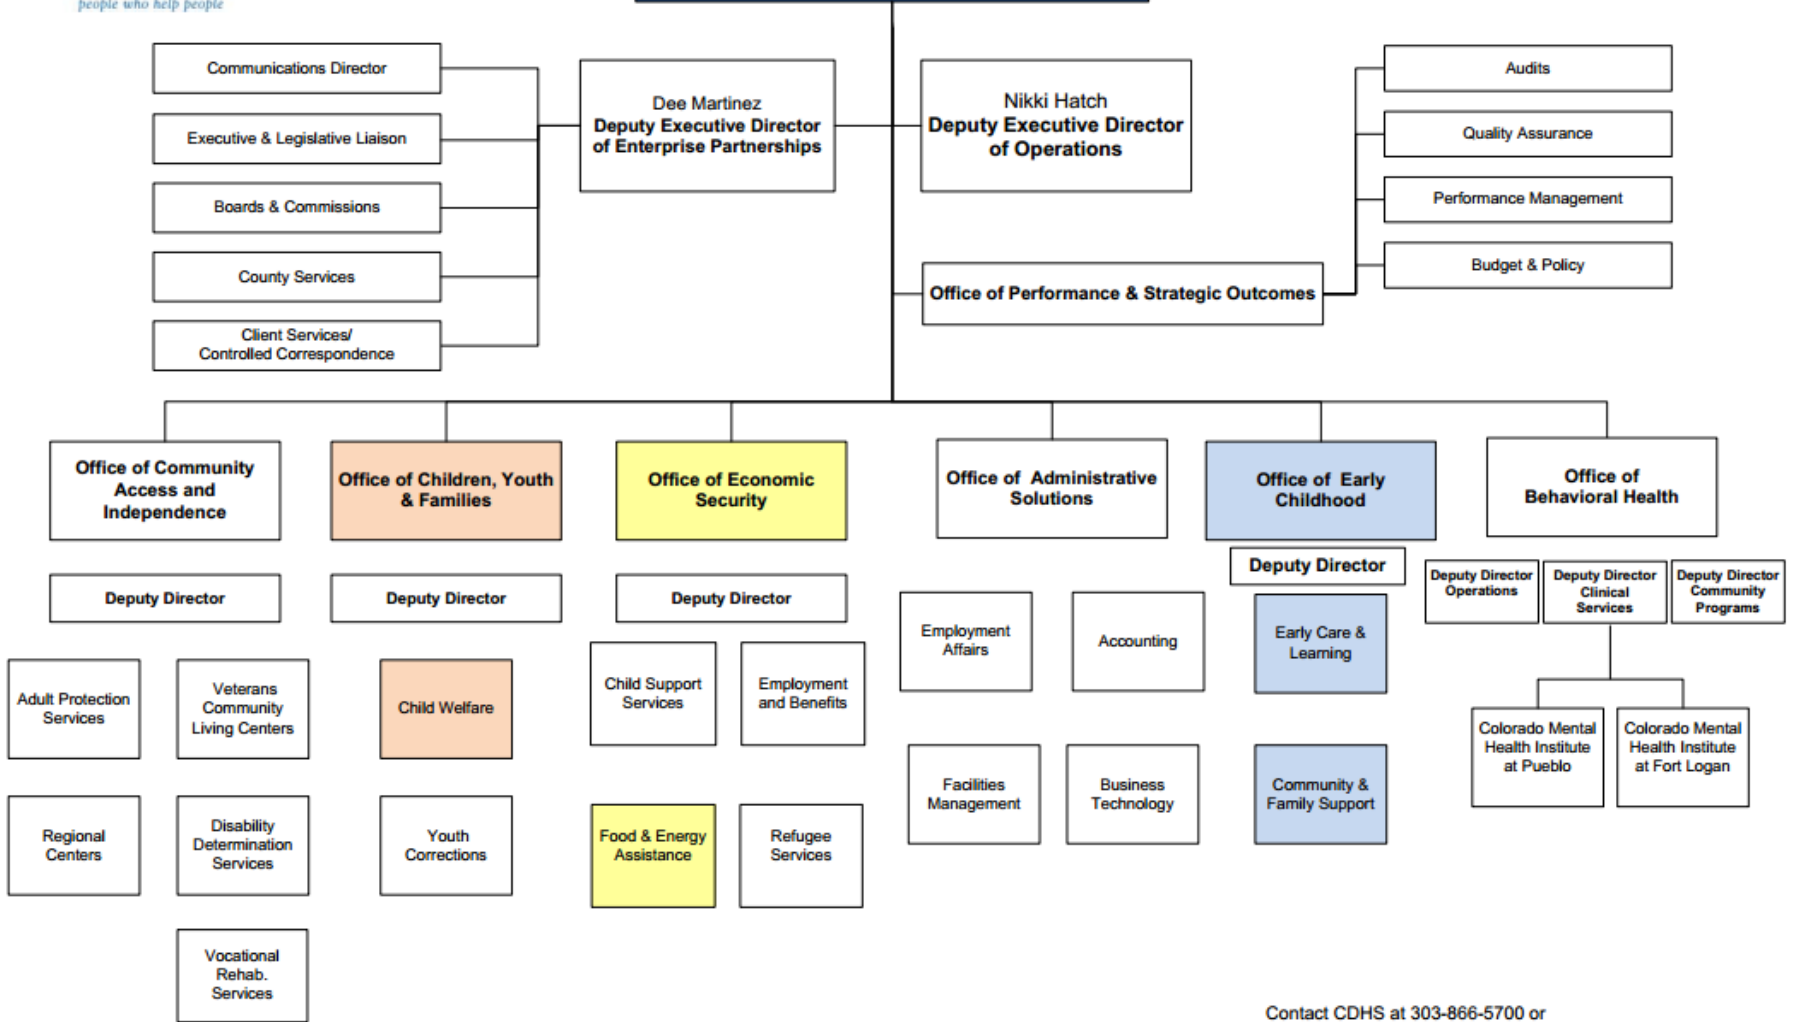 people who help people
Communications Director
Executive & Legislative Liaison
Boards & Commissions
County Services
Client Services/
Controlled Correspondence
Dee Martinez
Deputy Executive Director
of Enterprise Partnerships
Nikki Hatch
Deputy Executive Director
of Operations
Office of Performance & Strategic Outcomes
Audits
Quality Assurance
Performance Management
Budget & Policy
Office of Community
Access and
Independence
Deputy Director
Adult Protection
Services
Veterans
Community
Living Centers
Regional
Centers
Disability
Determination
Services
Vocational
Rehab.
Services
Office of Children, Youth
& Families
Deputy Director
Child Welfare
Youth
Corrections
Office of Economic
Security
Deputy Director
Child Support
Services
Employment
and Benefits
Food & Energy
Assistance
Refugee
Services
Office of Administrative
Solutions
Employment
Affairs
Accounting
Facilities
Management
Business
Technology
Office of Early
Childhood
Deputy Director
Early Care &
Learning
Community &
Family Support
Office of
Behavioral Health
Deputy Director
Operations
Deputy Director
Clinical
Services
Deputy Director
Community
Programs
Colorado Mental
Health Institute
at Pueblo
Colorado Mental
Health Institute
at Fort Logan
Contact CDHS at 303-866-5700 or